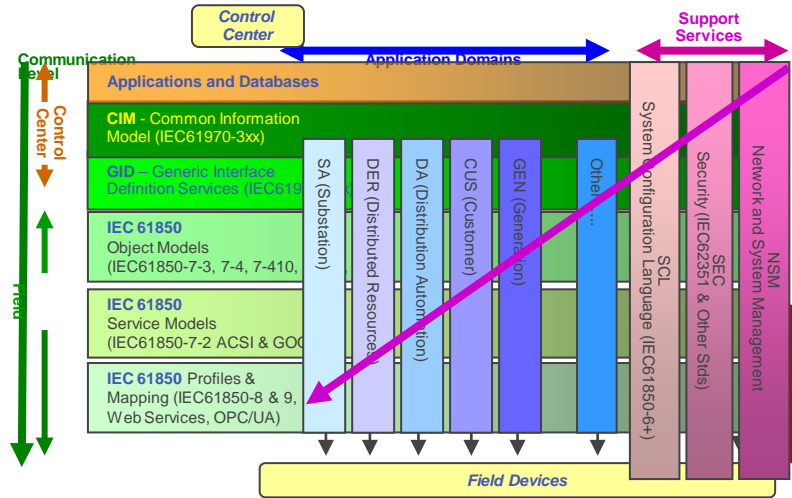 Control
Center
Support
Services
Communication
Level
Application Domains
Control
Center
Field
Applications and Databases
CIM - Common Information
Model (IEC61970-3xx)
GID – Generic Interface
Definition Services (IEC619
IEC 61850
Object Models
(IEC61850-7-3, 7-4, 7-410,
IEC 61850
Service Models
(IEC61850-7-2 ACSI & GOO
IEC 61850 Profiles &
Mapping (IEC61850-8 & 9,
Web Services, OPC/UA)
SA (Substation)
DER (Distributed Resources)
DA (Distribution Automation)
CUS (Customer)
GEN (Generation)
SCL
System Configuration Language (IEC61850-6+)
SEC
Security (IEC62351 & Other Stds)
NSM
Network and System Management
Field Devices